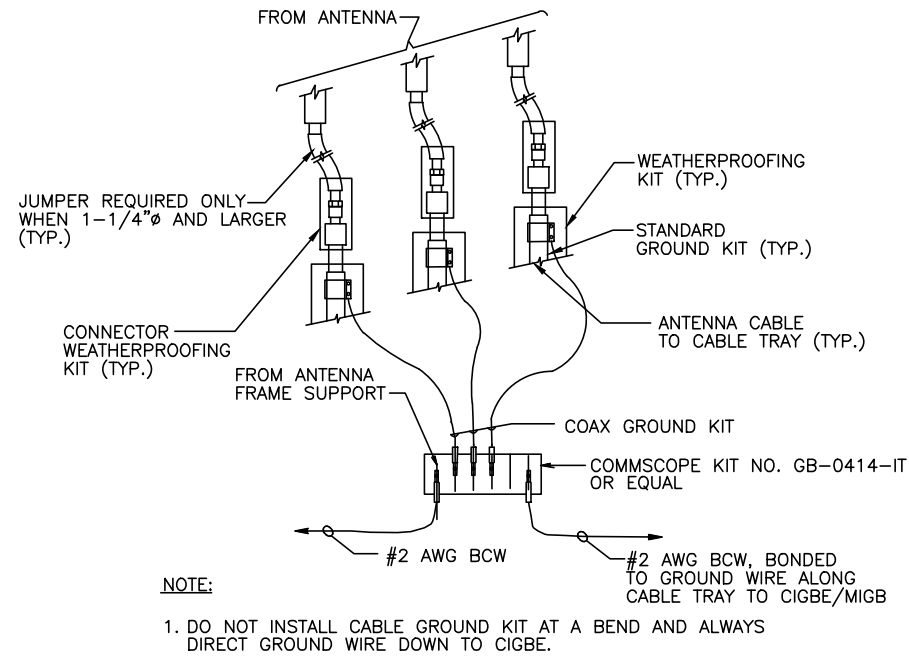 FROM ANTENNA
JUMPER REQUIRED ONLY
WHEN 1-1/4"ø AND LARGER
(TYP.)
WEATHERPROOFING
KIT (TYP.)
STANDARD
GROUND KIT (TYP.)
ANTENNA CABLE
TO CABLE TRAY (TYP.)
CONNECTOR
WEATHERPROOFING
KIT (TYP.)
FROM ANTENNA
FRAME SUPPORT
COAX GROUND KIT
COMMSCOPE KIT NO. GB-0414-IT
OR EQUAL
#2 AWG BCW
#2 AWG BCW, BONDED
TO GROUND WIRE ALONG
CABLE TRAY TO CIGBE/MIGB
NOTE:
1. DO NOT INSTALL CABLE GROUND KIT AT A BEND AND ALWAYS
DIRECT GROUND WIRE DOWN TO CIGBE.